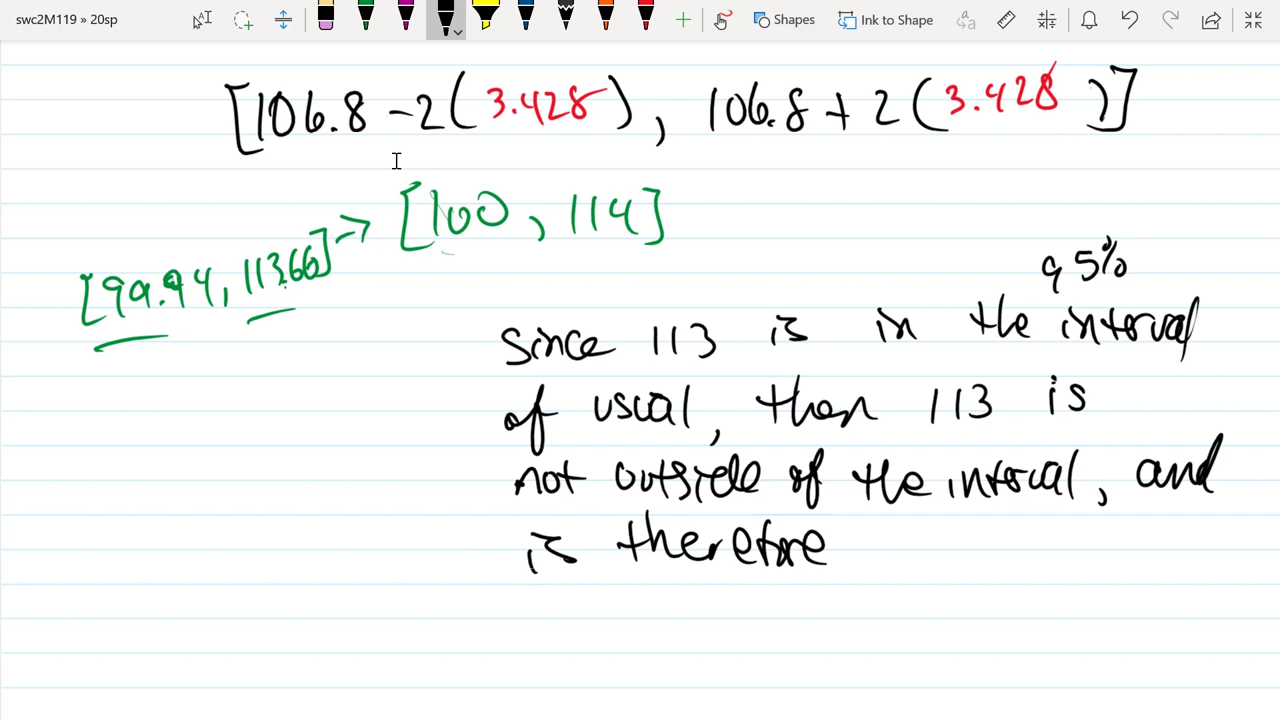 swc2M119 » 20sp
Shapes
Ink to Shape
[106.8 - 2(3.428), 106.8 + 2(3.428)]
[99.94, 113.66] → [100, 114]
95%
since 113 is in the interval
of usual, then 113 is
not outside of the interval, and
is therefore